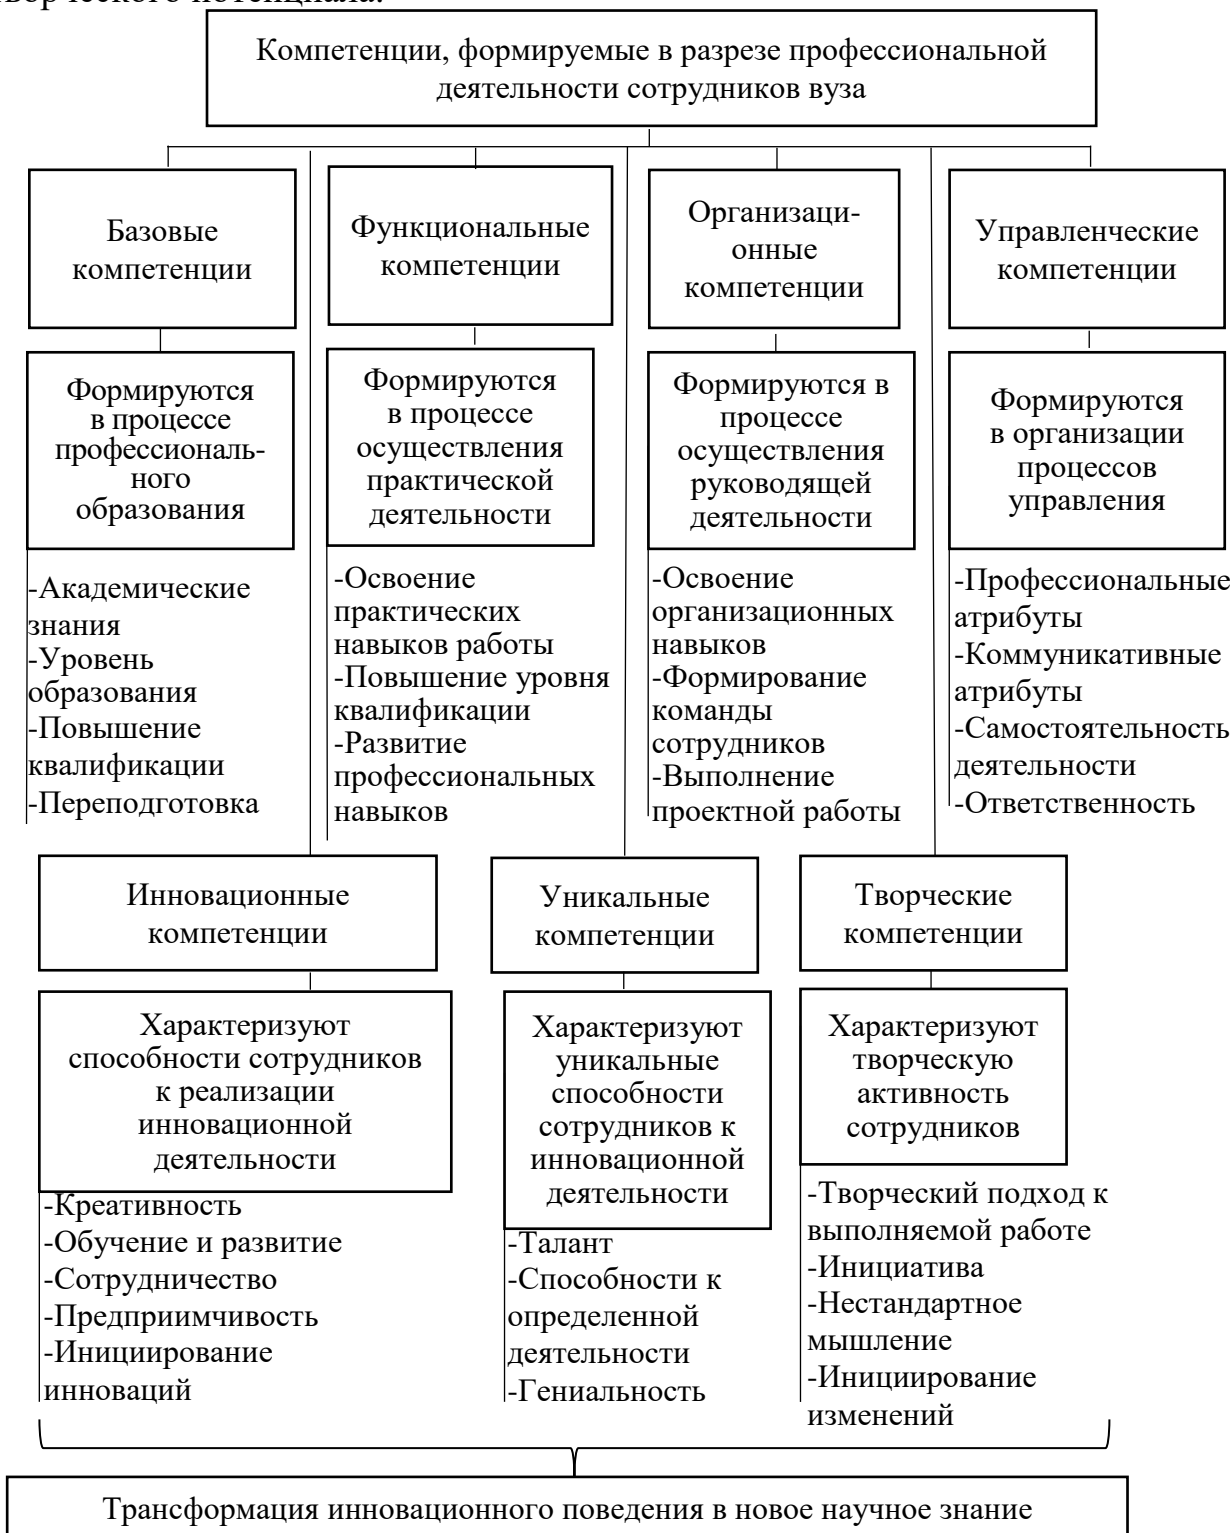 творческого потенциала.
Компетенции, формируемые в разрезе профессиональной
деятельности сотрудников вуза
Базовые
компетенции
Функциональные
компетенции
Организаци-
онные
компетенции
Управленческие
компетенции
Формируются
в процессе
профессиональ-
ного
образования
Формируются
в процессе
осуществления
практической
деятельности
Формируются в
процессе
осуществления
руководящей
деятельности
Формируются
в организации
процессов
управления
-Академические
знания
-Уровень
образования
-Повышение
квалификации
-Переподготовка
-Освоение
практических
навыков работы
-Повышение уровня
квалификации
-Развитие
профессиональных
навыков
-Освоение
организационных
навыков
-Формирование
команды
сотрудников
-Выполнение
проектной работы
-Профессиональные
атрибуты
-Коммуникативные
атрибуты
-Самостоятельность
деятельности
-Ответственность
Инновационные
компетенции
Уникальные
компетенции
Творческие
компетенции
Характеризуют
способности сотрудников
к реализации
инновационной
деятельности
Характеризуют
уникальные
способности
сотрудников к
инновационной
деятельности
Характеризуют
творческую
активность
сотрудников
-Креативность
-Обучение и развитие
-Сотрудничество
-Предприимчивость
-Инициирование
инноваций
-Талант
-Способности к
определенной
деятельности
-Гениальность
-Творческий подход к
выполняемой работе
-Инициатива
-Нестандартное
мышление
-Инициирование
изменений
Трансформация инновационного поведения в новое научное знание